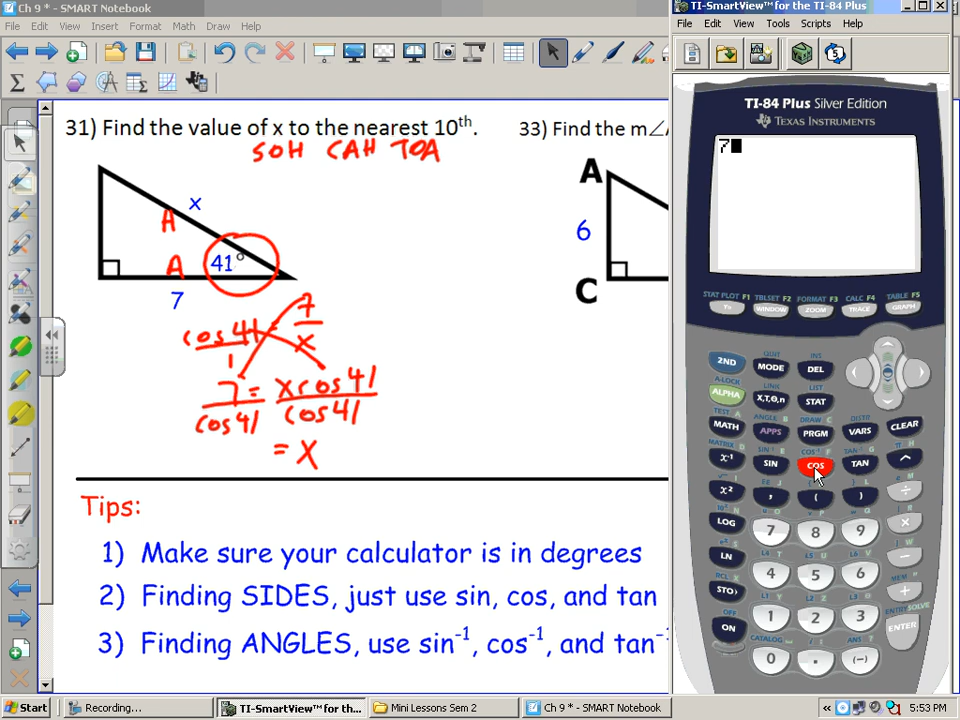 Ch 9 * - SMART Notebook
File Edit View Insert Format Math Draw Help
31) Find the value of x to the nearest 10th.
SOH CAH TOA
x
H
A
41°
7
cos 41
1
7
x
7 = x cos 41
cos 41 cos 41
= x
33) Find the m∠
A
6
C
Tips:
1) Make sure your calculator is in degrees
2) Finding SIDES, just use sin, cos, and tan
3) Finding ANGLES, use sin-1, cos-1, and tan-1
TI-SmartView™ for the TI-84 Plus
File Edit View Tools Scripts Help
TI-84 Plus Silver Edition
TEXAS INSTRUMENTS
7
STAT PLOT F1 TBLSET F2 FORMAT F3 CALC F4 TABLE F5
Y= WINDOW ZOOM TRACE GRAPH
QUIT INS
2ND MODE DEL
A-LOCK LINK LIST
ALPHA X,T,Θ,n STAT
TEST A ANGLE B DRAW C DISTR
MATH APPS PRGM VARS CLEAR
MATRIX D SIN-1 E COS-1 F TAN-1 G π H
X-1 SIN COS TAN ^
X2 , ( ) ÷
LOG 7 8 9 ×
LN 4 5 6 −
RCL X L1 L2 L3 MEM
STO› 1 2 3 +
OFF CATALOG ANS ? ENTRY SOLVE
ON 0 . (−) ENTER
Start Recording... TI-SmartView™ for th... Mini Lessons Sem 2 Ch 9 * - SMART Notebook « 5:53 PM